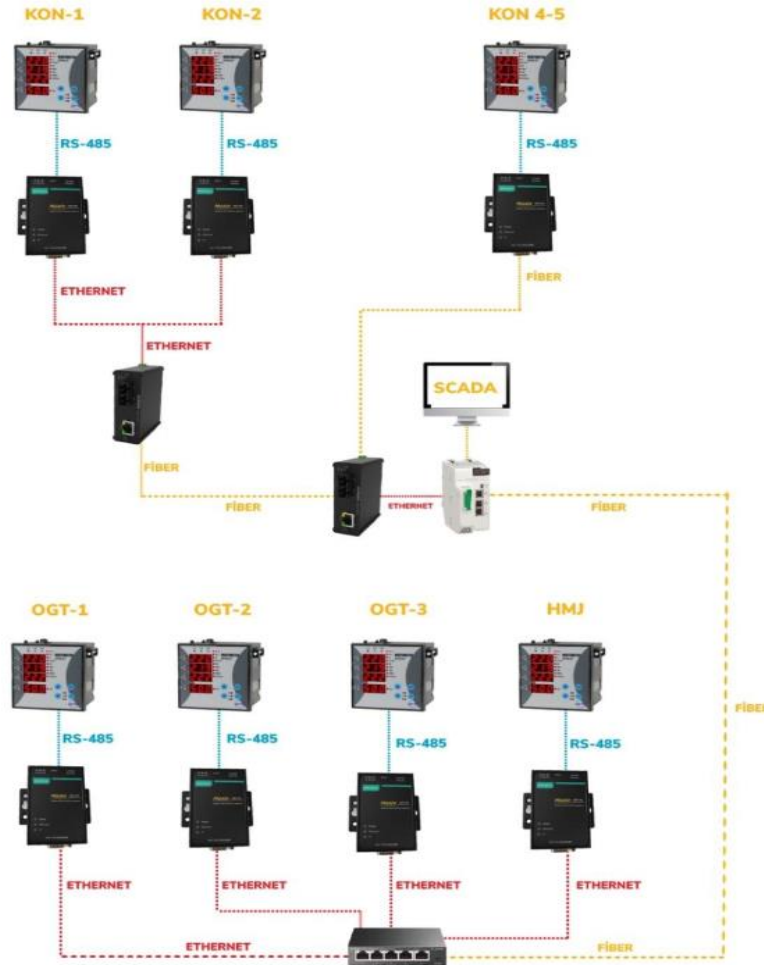 KON-1
KON-2
KON 4-5
RS-485
RS-485
RS-485
ETHERNET
FİBER
ETHERNET
SCADA
FİBER
FİBER
ETHERNET
FİBER
OGT-1
OGT-2
OGT-3
HMJ
FİBER
RS-485
RS-485
RS-485
RS-485
ETHERNET
ETHERNET
ETHERNET
ETHERNET
ETHERNET
FİBER